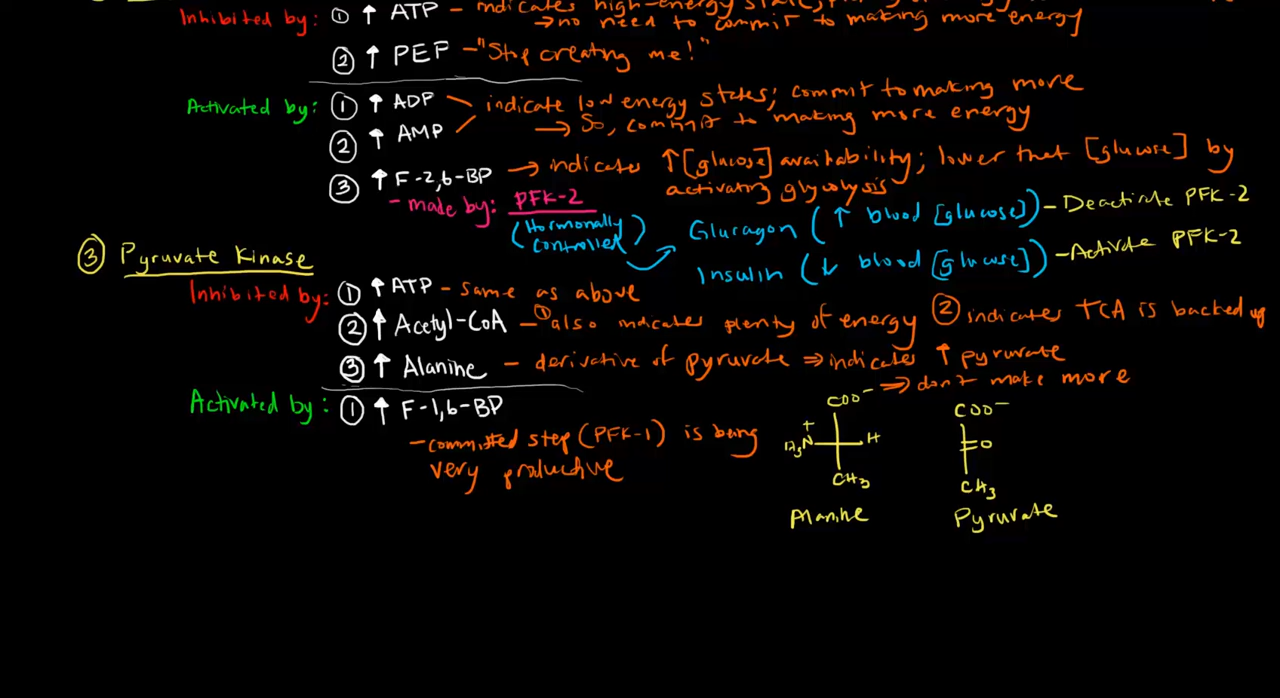 Inhibited by: ① ↑ ATP - indicates high-energy state;
→ no need to commit to making more energy
② ↑ PEP - "Stop creating me!"
Activated by: ① ↑ ADP indicate low energy states; commit to making more
② ↑ AMP → So, commit to making more energy
③ ↑ F-2,6-BP → indicates ↑ [glucose] availability; lower that [glucose] by
activating glycolysis
- made by: PFK-2
(Hormonally
controlled)
Glucagon (↑ blood [glucose]) - Deactivate PFK-2
Insulin (↓ blood [glucose]) - Activate PFK-2
③ Pyruvate Kinase
Inhibited by: ① ↑ ATP - same as above
② ↑ Acetyl-CoA - ① also indicates plenty of energy ② indicates TCA is backed up
③ ↑ Alanine - derivative of pyruvate ⇒ indicates ↑ pyruvate
⇒ don't make more
Activated by: ① ↑ F-1,6-BP
- committed step (PFK-1) is being
very productive
COO⁻ COO⁻
H₃N⁺ H O
CH₃ CH₃
Alanine Pyruvate